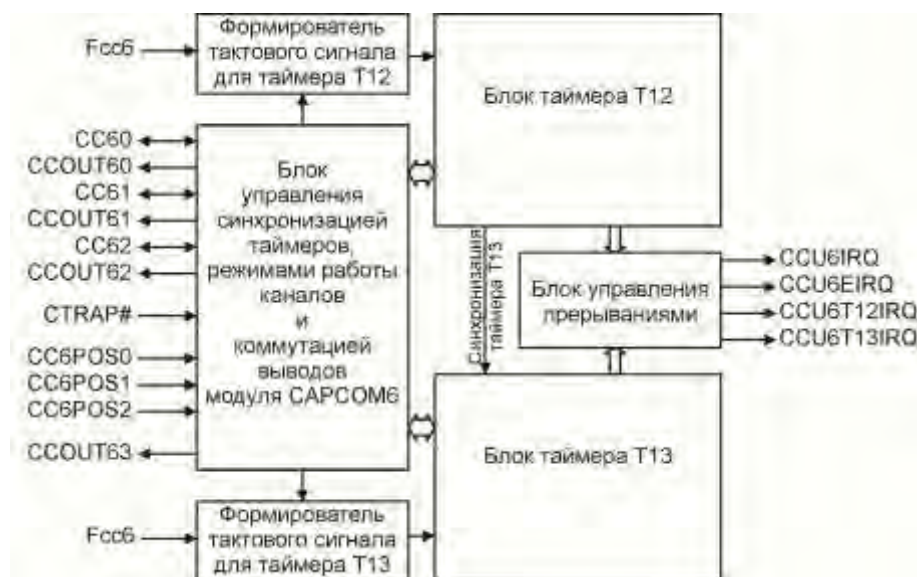 Fcc6
Формирователь
тактового сигнала
для таймера Т12
Блок таймера Т12
CC60
CCOUT60
CC61
CCOUT61
CC62
CCOUT62
CTRAP#
CC6POS0
CC6POS1
CC6POS2
CCOUT63
Блок
управления
синхронизацией
таймеров,
режимами работы
каналов
и
коммутацией
выводов
модуля CAPCOM6
Синхронизация
таймера Т13
Блок управления
прерываниями
CCU6IRQ
CCU6EIRQ
CCU6T12IRQ
CCU6T13IRQ
Блок таймера Т13
Fcc6
Формирователь
тактового сигнала
для таймера Т13